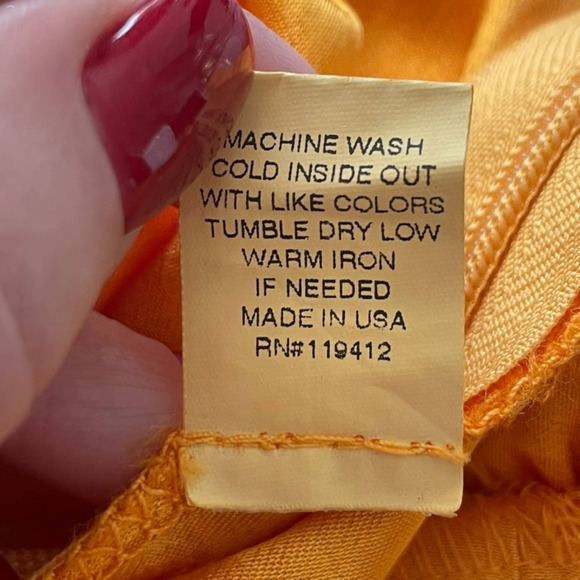 MACHINE WASH
COLD INSIDE OUT
WITH LIKE COLORS
TUMBLE DRY LOW
WARM IRON
IF NEEDED
MADE IN USA
RN#119412